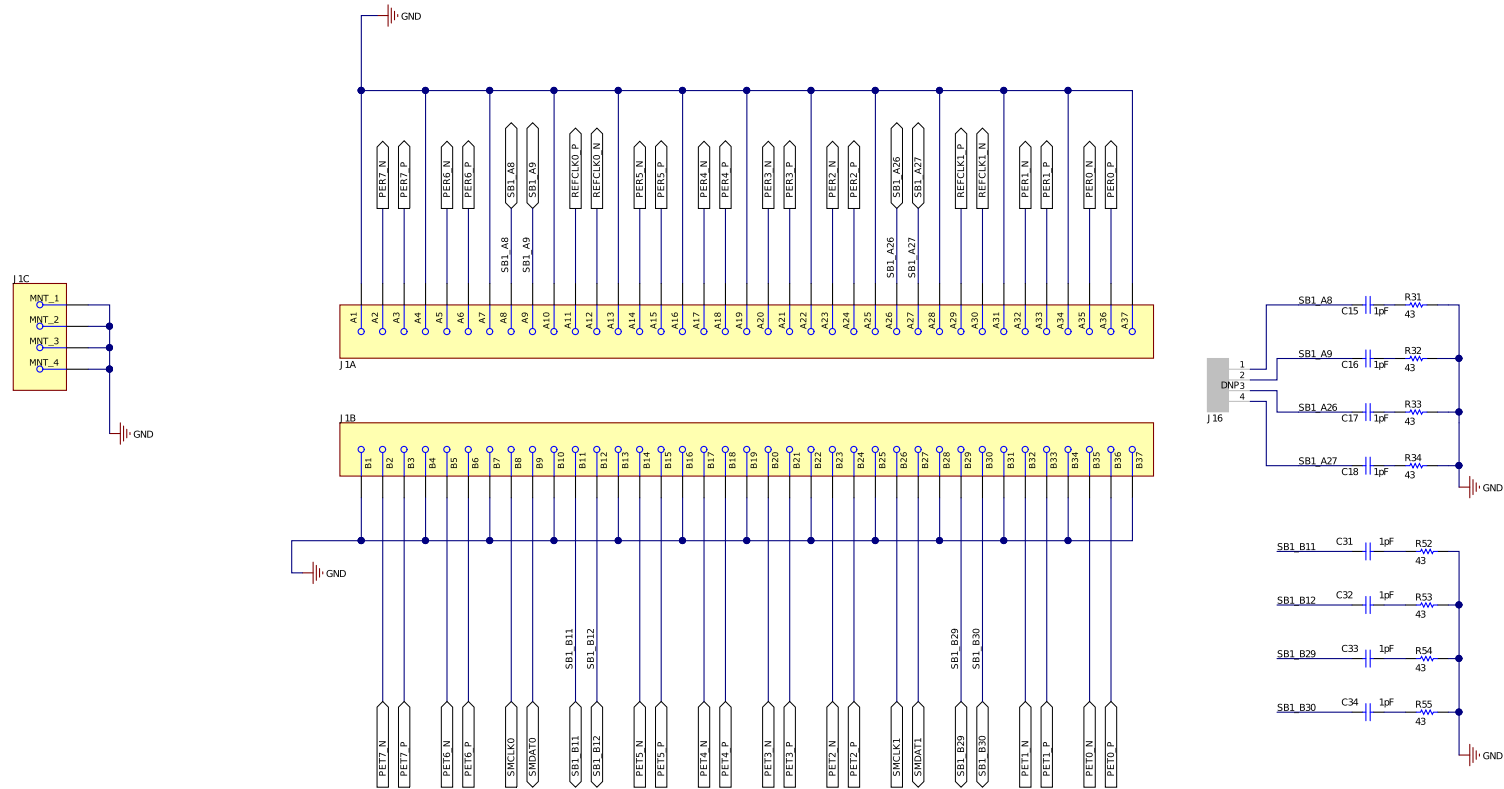 GND
PER7_N
PER7_P
PER6_N
PER6_P
SB1_A8
SB1_A9
REFCLK0_P
REFCLK0_N
PER5_N
PER5_P
PER4_N
PER4_P
PER3_N
PER3_P
PER2_N
PER2_P
SB1_A26
SB1_A27
REFCLK1_P
REFCLK1_N
PER1_N
PER1_P
PER0_N
PER0_P
SB1_A8
SB1_A9
SB1_A26
SB1_A27
A1
A2
A3
A4
A5
A6
A7
A8
A9
A10
A11
A12
A13
A14
A15
A16
A17
A18
A19
A20
A21
A22
A23
A24
A25
A26
A27
A28
A29
A30
A31
A32
A33
A34
A35
A36
A37
J1A
J1C
MNT_1
MNT_2
MNT_3
MNT_4
GND
J1B
B1
B2
B3
B4
B5
B6
B7
B8
B9
B10
B11
B12
B13
B14
B15
B16
B17
B18
B19
B20
B21
B22
B23
B24
B25
B26
B27
B28
B29
B30
B31
B32
B33
B34
B35
B36
B37
GND
SB1_B11
SB1_B12
SB1_B29
SB1_B30
PET7_N
PET7_P
PET6_N
PET6_P
SMCLK0
SMDAT0
SB1_B11
SB1_B12
PET5_N
PET5_P
PET4_N
PET4_P
PET3_N
PET3_P
PET2_N
PET2_P
SMCLK1
SMDAT1
SB1_B29
SB1_B30
PET1_N
PET1_P
PET0_N
PET0_P
1
2
DNP3
4
J16
SB1_A8
C15 1pF
R31
43
SB1_A9
C16 1pF
R32
43
SB1_A26
C17 1pF
R33
43
SB1_A27
C18 1pF
R34
43
GND
SB1_B11
C31 1pF
R52
43
SB1_B12
C32 1pF
R53
43
SB1_B29
C33 1pF
R54
43
SB1_B30
C34 1pF
R55
43
GND